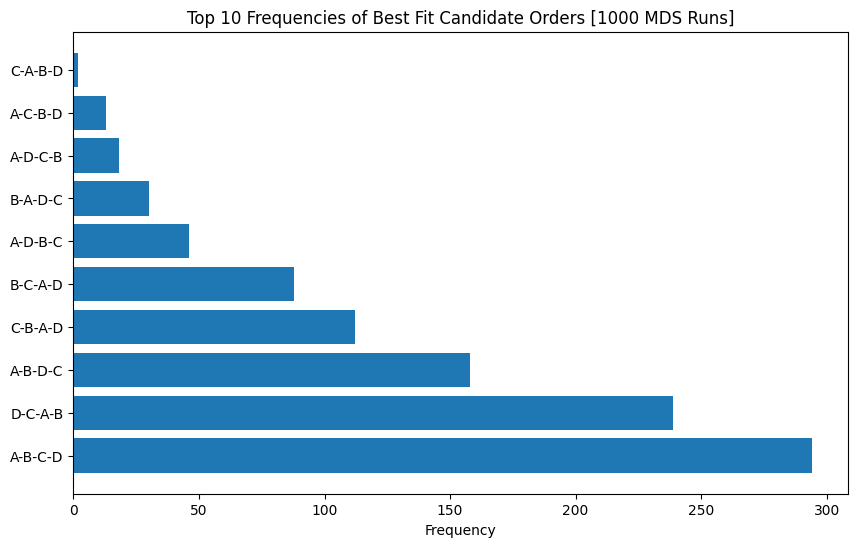 Top 10 Frequencies of Best Fit Candidate Orders [1000 MDS Runs]
C-A-B-D
A-C-B-D
A-D-C-B
B-A-D-C
A-D-B-C
B-C-A-D
C-B-A-D
A-B-D-C
D-C-A-B
A-B-C-D
0 50 100 150 200 250 300
Frequency